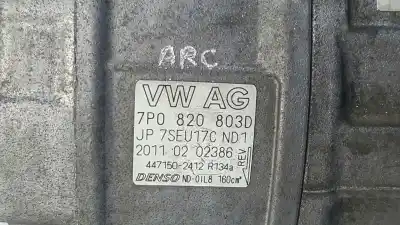 ARC
VW AG
7P0 820 803D
JP 7SEU17C ND1
2011 02 02386
REV
447150-2412 R134a
DENSO ND-OIL8 160cm³